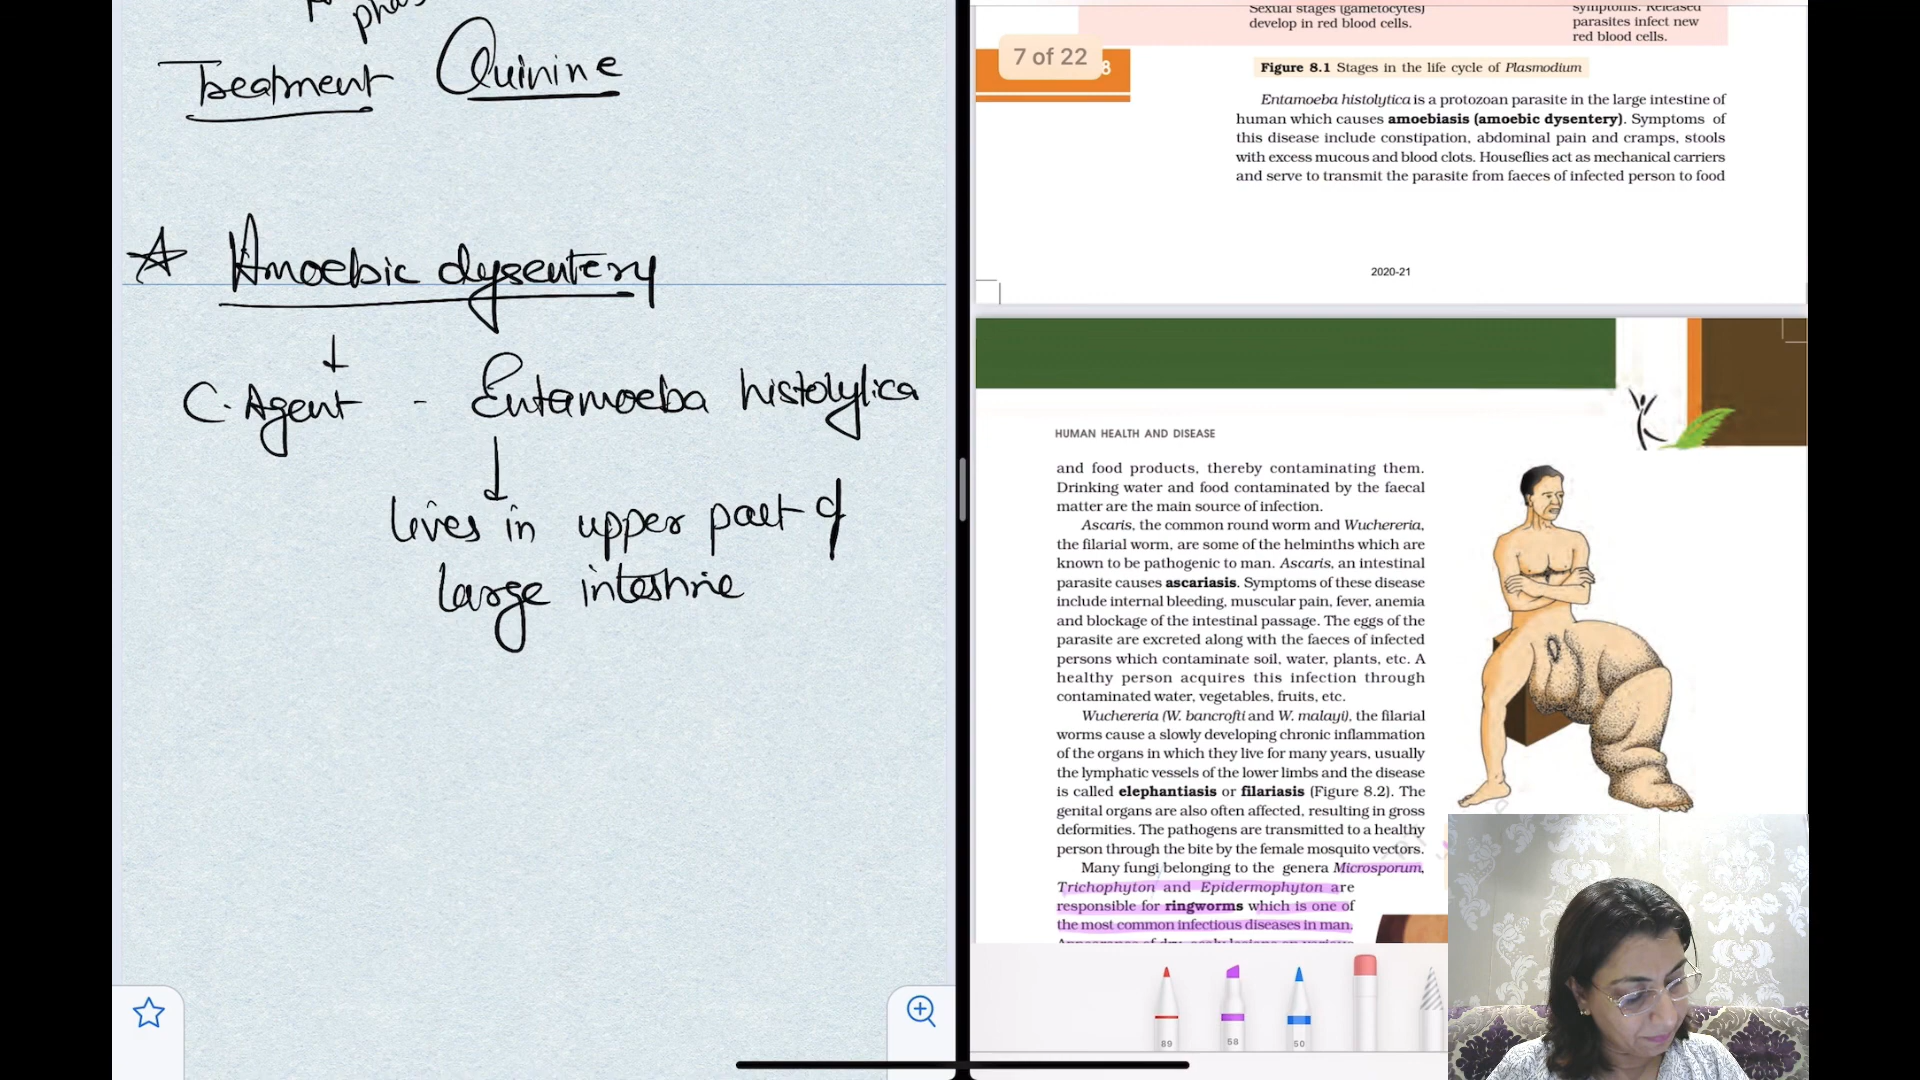 Treatment Quinine
Amoebic dysentery
C. Agent - Entamoeba histolylica
lives in upper part of
large intestine
Sexual stages (gametocytes)
develop in red blood cells.
symptoms. Released
parasites infect new
red blood cells.
7 of 22
Figure 8.1 Stages in the life cycle of Plasmodium
Entamoeba histolytica is a protozoan parasite in the large intestine of
human which causes amoebiasis (amoebic dysentery). Symptoms of
this disease include constipation, abdominal pain and cramps, stools
with excess mucous and blood clots. Houseflies act as mechanical carriers
and serve to transmit the parasite from faeces of infected person to food
2020-21
HUMAN HEALTH AND DISEASE
and food products, thereby contaminating them.
Drinking water and food contaminated by the faecal
matter are the main source of infection.
Ascaris, the common round worm and Wuchereria,
the filarial worm, are some of the helminths which are
known to be pathogenic to man. Ascaris, an intestinal
parasite causes ascariasis. Symptoms of these disease
include internal bleeding, muscular pain, fever, anemia
and blockage of the intestinal passage. The eggs of the
parasite are excreted along with the faeces of infected
persons which contaminate soil, water, plants, etc. A
healthy person acquires this infection through
contaminated water, vegetables, fruits, etc.
Wuchereria (W. bancrofti and W. malayi), the filarial
worms cause a slowly developing chronic inflammation
of the organs in which they live for many years, usually
the lymphatic vessels of the lower limbs and the disease
is called elephantiasis or filariasis (Figure 8.2). The
genital organs are also often affected, resulting in gross
deformities. The pathogens are transmitted to a healthy
person through the bite by the female mosquito vectors.
Many fungi belonging to the genera Microsporum,
Trichophyton and Epidermophyton are
responsible for ringworms which is one of
the most common infectious diseases in man.
89
58
50